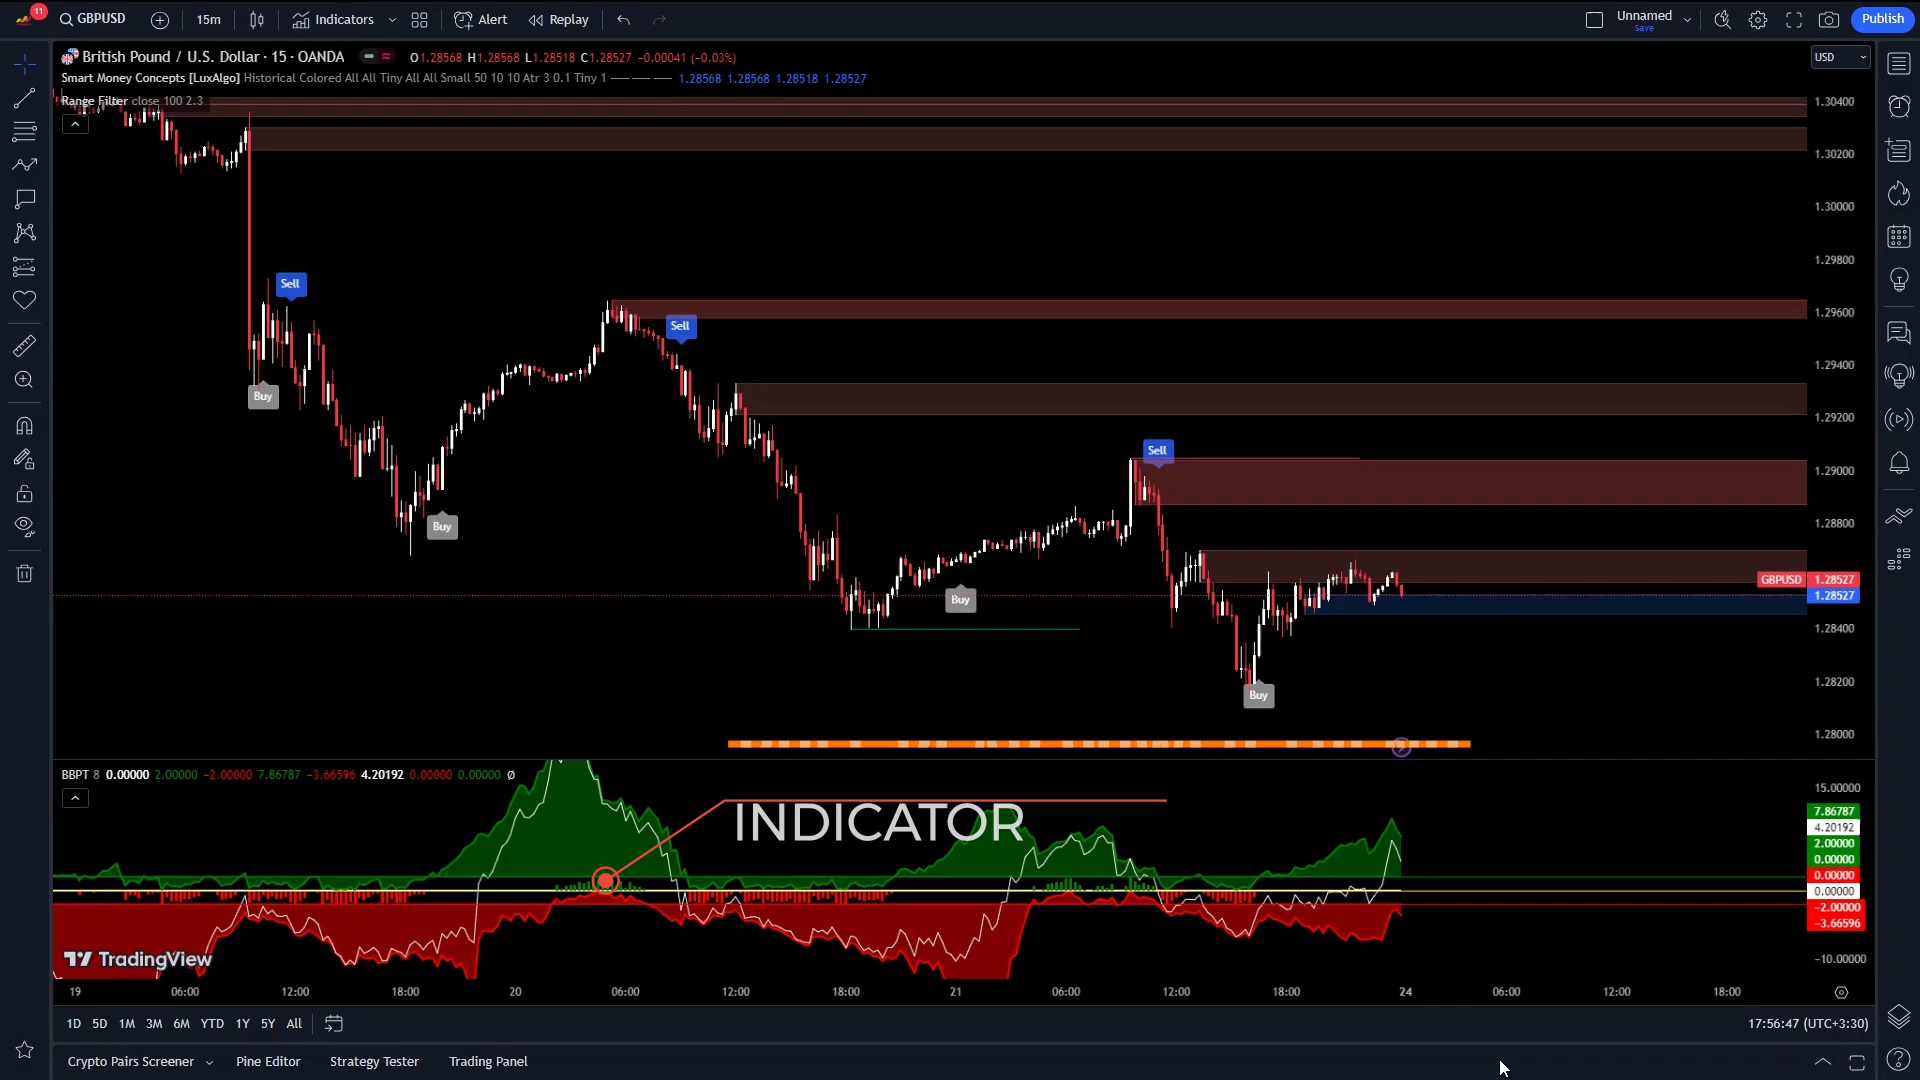 11
GBPUSD
15m
Indicators
Alert
Replay
Unnamed
Save
Publish
British Pound / U.S. Dollar · 15 · OANDA
O1.28568 H1.28568 L1.28518 C1.28527 −0.00041 (−0.03%)
USD
Smart Money Concepts [LuxAlgo] Historical Colored All All Tiny All All Small 50 10 10 Atr 3 0.1 Tiny 1 1.28568 1.28568 1.28518 1.28527
Range Filter close 100 2.3
1.30400
1.30200
1.30000
1.29800
1.29600
1.29400
1.29200
1.29000
1.28800
GBPUSD 1.28527
1.28527
1.28400
1.28200
1.28000
Sell
Buy
Buy
Sell
Buy
Sell
Buy
BBPT 8 0.00000 2.00000 −2.00000 7.86787 −3.66596 4.20192 0.00000 0.00000 Ø
INDICATOR
15.00000
7.86787
4.20192
2.00000
0.00000
0.00000
0.00000
−2.00000
−3.66596
−10.00000
TradingView
19 06:00 12:00 18:00 20 06:00 12:00 18:00 21 06:00 12:00 18:00 24 06:00 12:00 18:00
1D 5D 1M 3M 6M YTD 1Y 5Y All
17:56:47 (UTC+3:30)
Crypto Pairs Screener
Pine Editor
Strategy Tester
Trading Panel